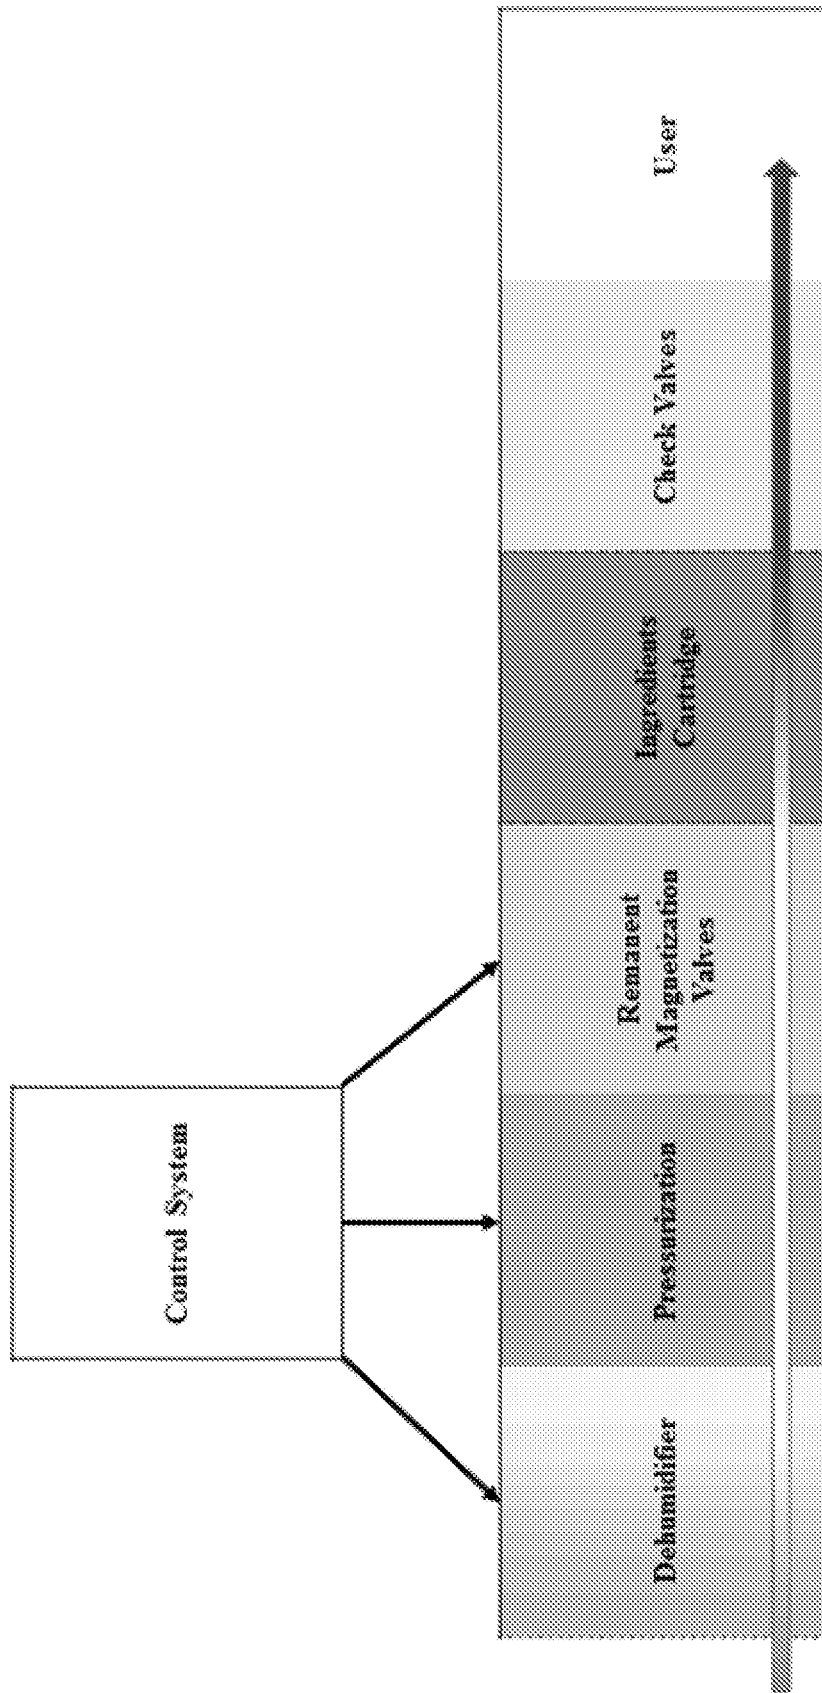 Control System
Dehumidifier
Pressurization
Remanent
Magnetization
Valves
Ingredients
Cartridge
Check Valves
User